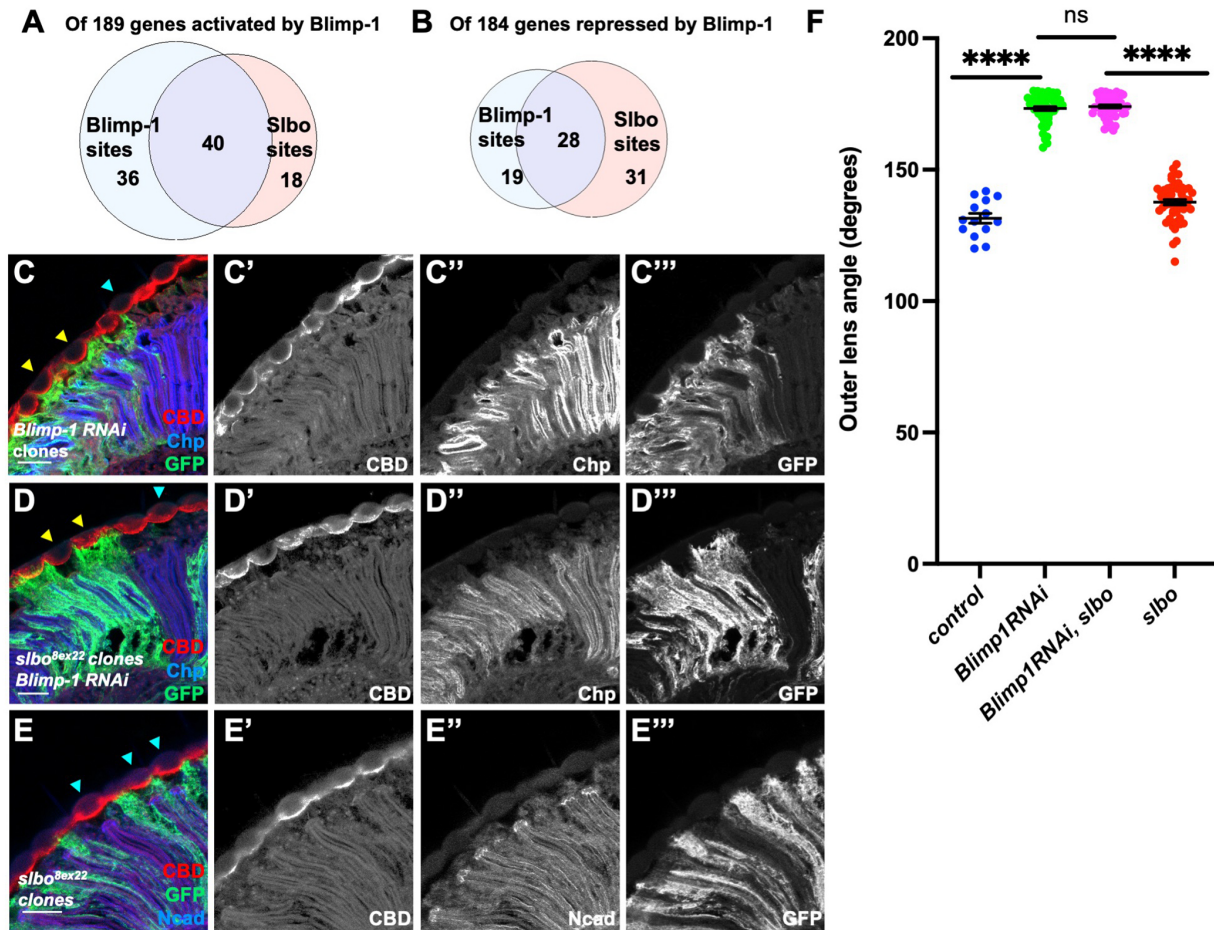 A Of 189 genes activated by Blimp-1
Blimp-1
sites
36
40
Slbo
sites
18
B Of 184 genes repressed by Blimp-1
Blimp-1
sites
19
28
Slbo
sites
31
C
Blimp-1 RNAi
clones
CBD
Chp
GFP
C’
CBD
C’’
Chp
C’’’
GFP
D
slbo8ex22 clones
Blimp-1 RNAi
CBD
Chp
GFP
D’
CBD
D’’
Chp
D’’’
GFP
E
slbo8ex22
clones
CBD
GFP
Ncad
E’
CBD
E’’
Ncad
E’’’
GFP
F
Outer lens angle (degrees)
200
150
100
50
0
****
ns
****
control
Blimp1RNAi
Blimp1RNAi, slbo
slbo